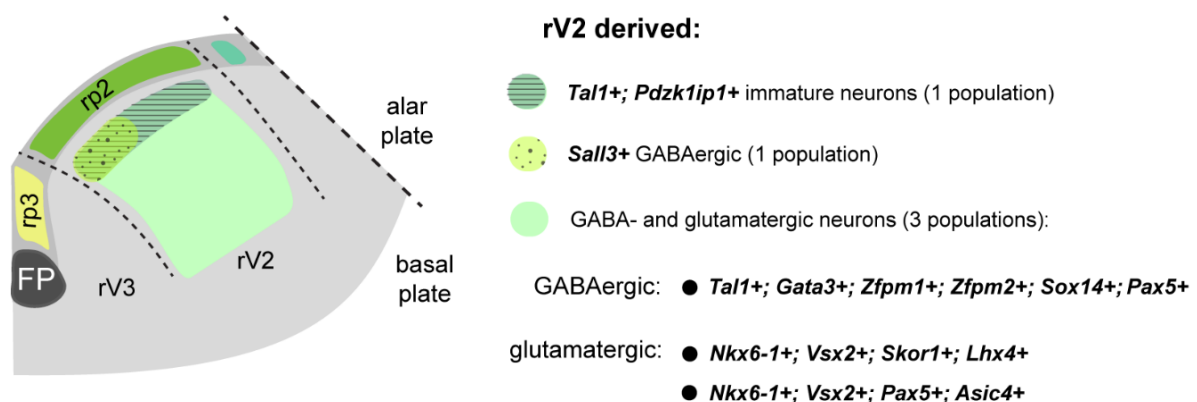 rV2 derived:
rp2
Tal1+; Pdzk1ip1+ immature neurons (1 population)
alar
plate
Sall3+ GABAergic (1 population)
rp3
GABA- and glutamatergic neurons (3 populations):
FP
rV3
rV2
basal
plate
GABAergic: ● Tal1+; Gata3+; Zfpm1+; Zfpm2+; Sox14+; Pax5+
glutamatergic: ● Nkx6-1+; Vsx2+; Skor1+; Lhx4+
● Nkx6-1+; Vsx2+; Pax5+; Asic4+